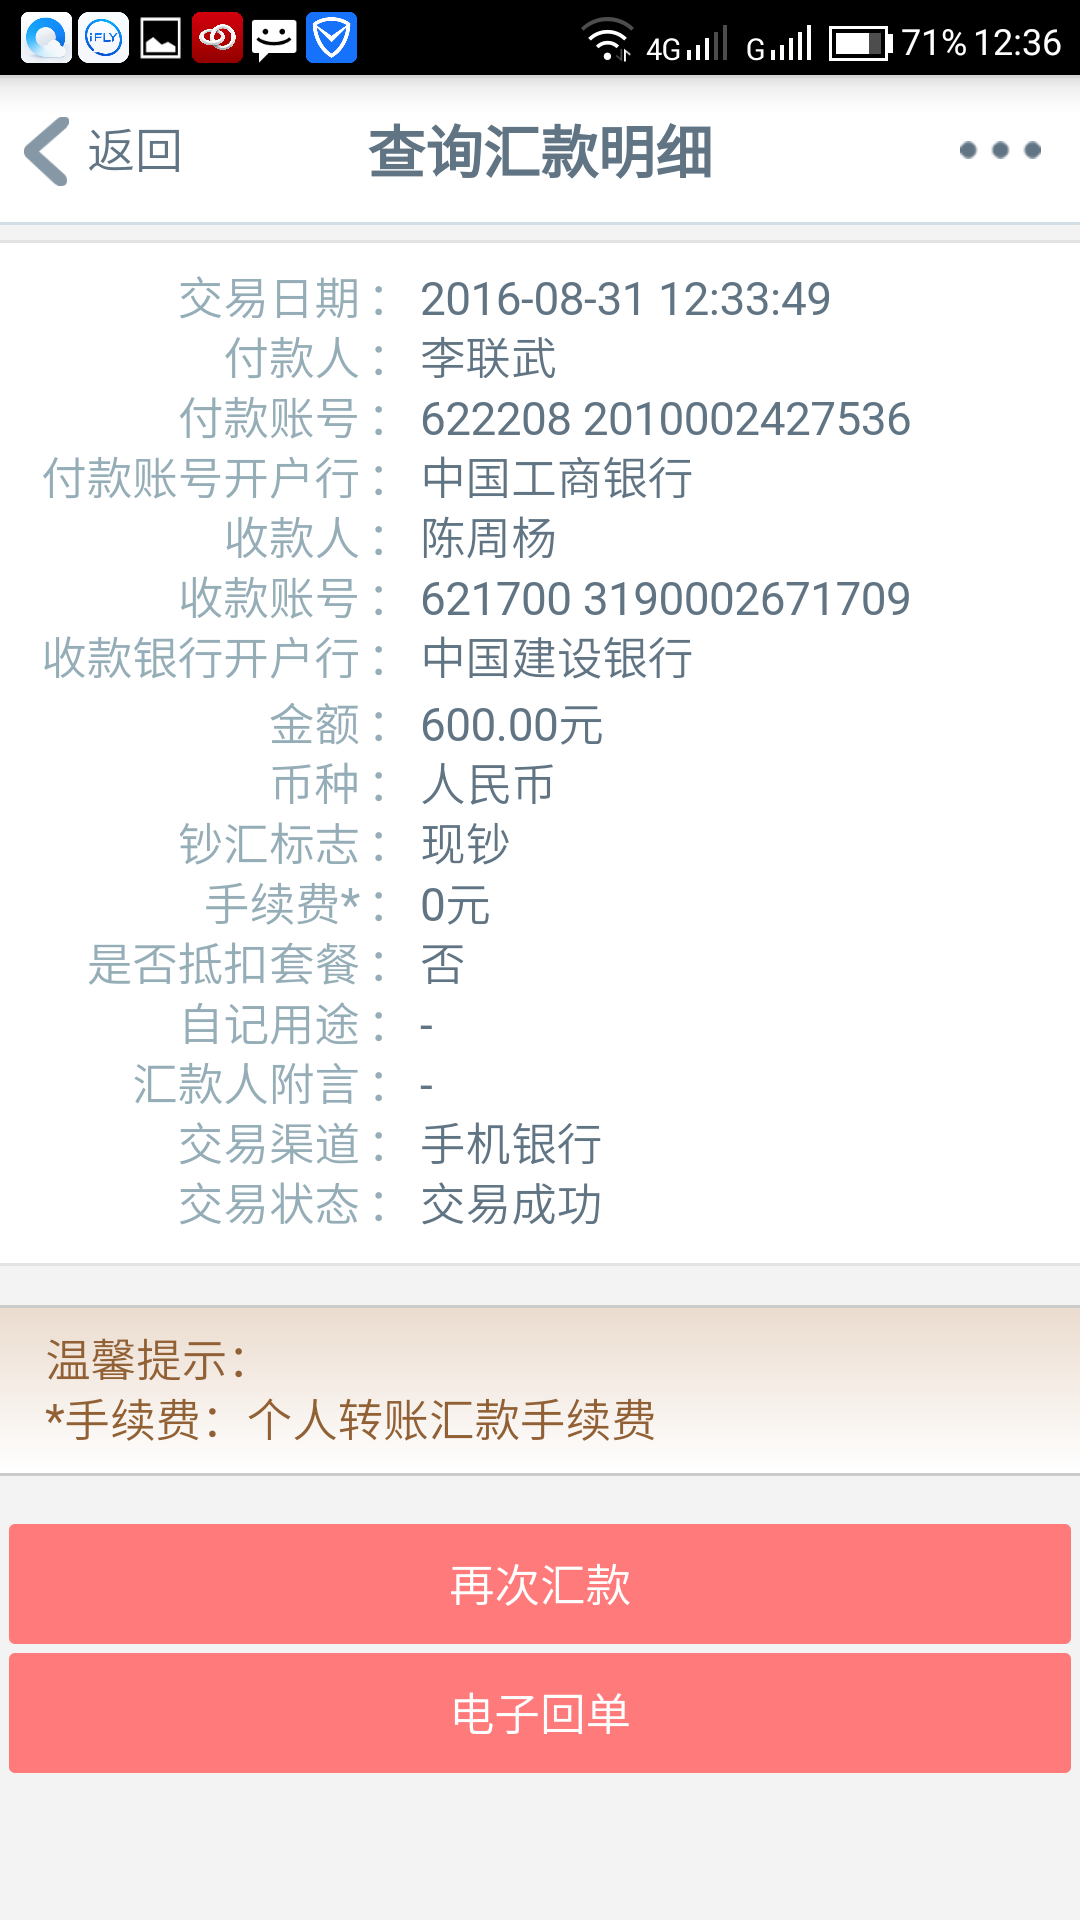 iFLY 4G G 71% 12:36
返回 查询汇款明细
交易日期： 2016-08-31 12:33:49
付款人： 李联武
付款账号： 622208 2010002427536
付款账号开户行： 中国工商银行
收款人： 陈周杨
收款账号： 621700 3190002671709
收款银行开户行： 中国建设银行
金额： 600.00元
币种： 人民币
钞汇标志： 现钞
手续费*： 0元
是否抵扣套餐： 否
自记用途： -
汇款人附言： -
交易渠道： 手机银行
交易状态： 交易成功
温馨提示：
*手续费：个人转账汇款手续费
再次汇款
电子回单